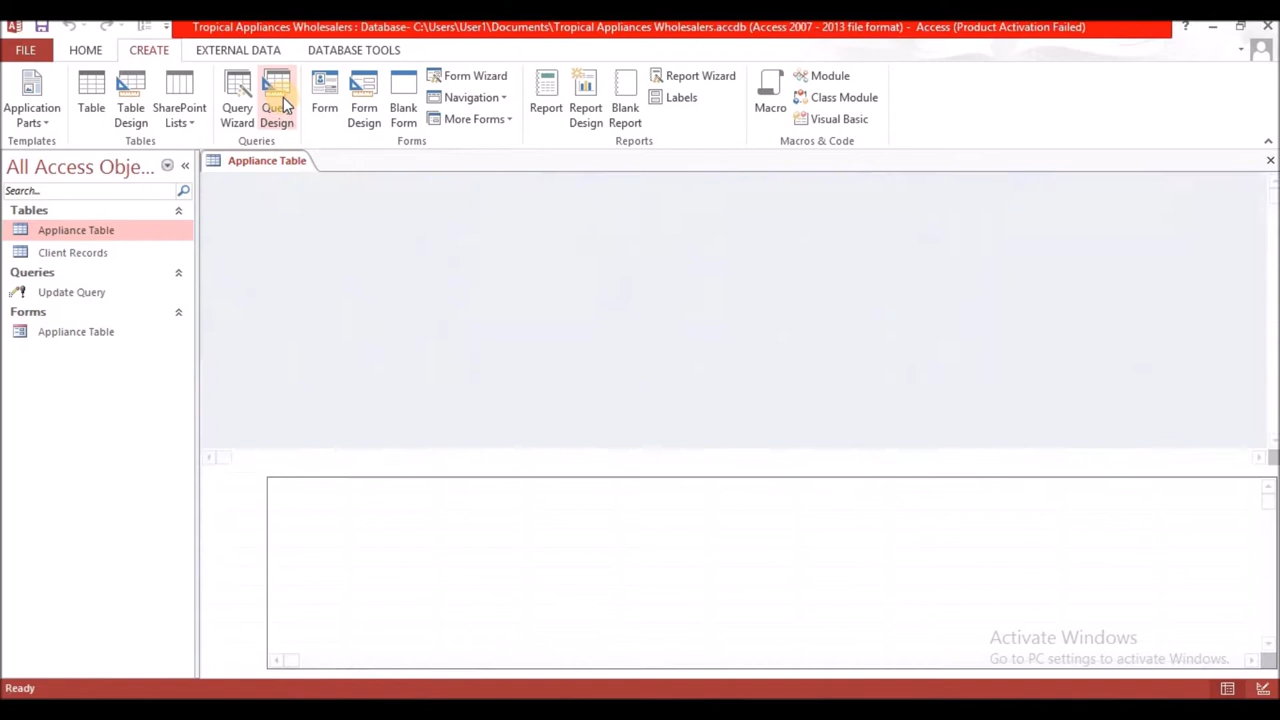 Tropical Appliances Wholesalers : Database- C:\Users\User1\Documents\Tropical Appliances Wholesalers.accdb (Access 2007 - 2013 file format) - Access (Product Activation Failed)
FILE HOME CREATE EXTERNAL DATA DATABASE TOOLS
Application Parts
Templates
Table
Table Design
SharePoint Lists
Tables
Query Wizard
Design
Queries
Form
Form Design
Blank Form
Form Wizard
Navigation
More Forms
Forms
Report
Report Design
Blank Report
Report Wizard
Labels
Reports
Macro
Module
Class Module
Visual Basic
Macros & Code
All Access Obje...
Search...
Tables
Appliance Table
Client Records
Queries
Update Query
Forms
Appliance Table
Appliance Table
Activate Windows
Go to PC settings to activate Windows.
Ready